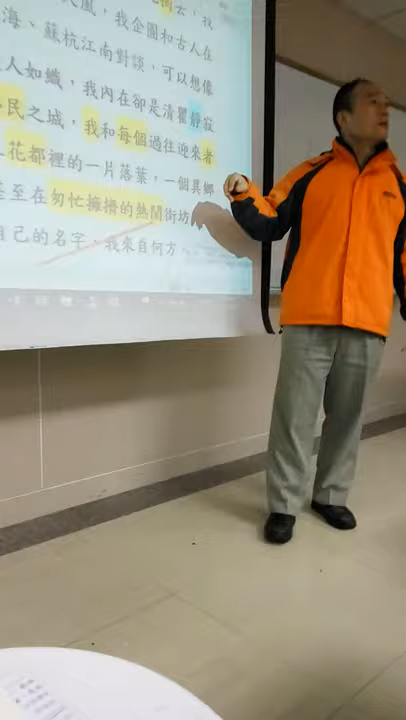 風，我企圖和古人在
海、蘇杭江南對談，可以想像
人如織，我內在卻是清瞿靜寂
民之城，我和每個過往迎來者
花都裡的一片落葉，一個異鄉
甚至在匆忙擁擠的熱鬧街坊
自己的名字，我來自何方